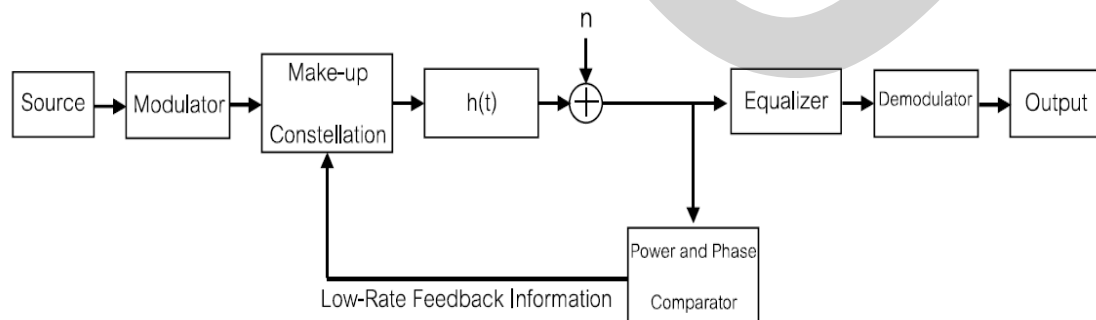 n
Source
Modulator
Make-up
Constellation
h(t)
Equalizer
Demodulator
Output
Power and Phase
Comparator
Low-Rate Feedback Information